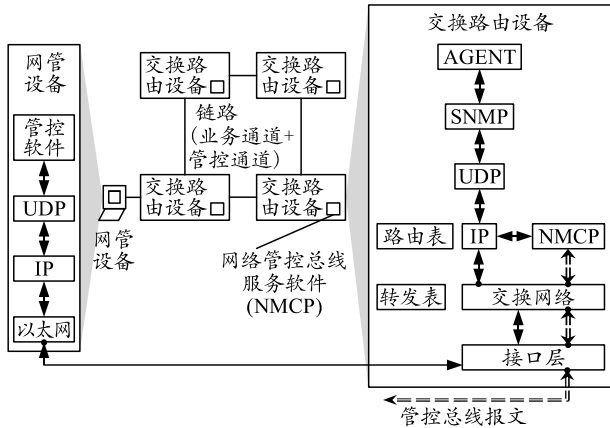 网管
设备
管控
软件
UDP
IP
以太网
交换路
由设备
交换路
由设备
链路
(业务通道+
管控通道)
交换路
由设备
交换路
由设备
网管
设备
网络管控总线
服务软件
(NMCP)
交换路由设备
AGENT
SNMP
UDP
路由表
IP
NMCP
转发表
交换网络
接口层
管控总线报文